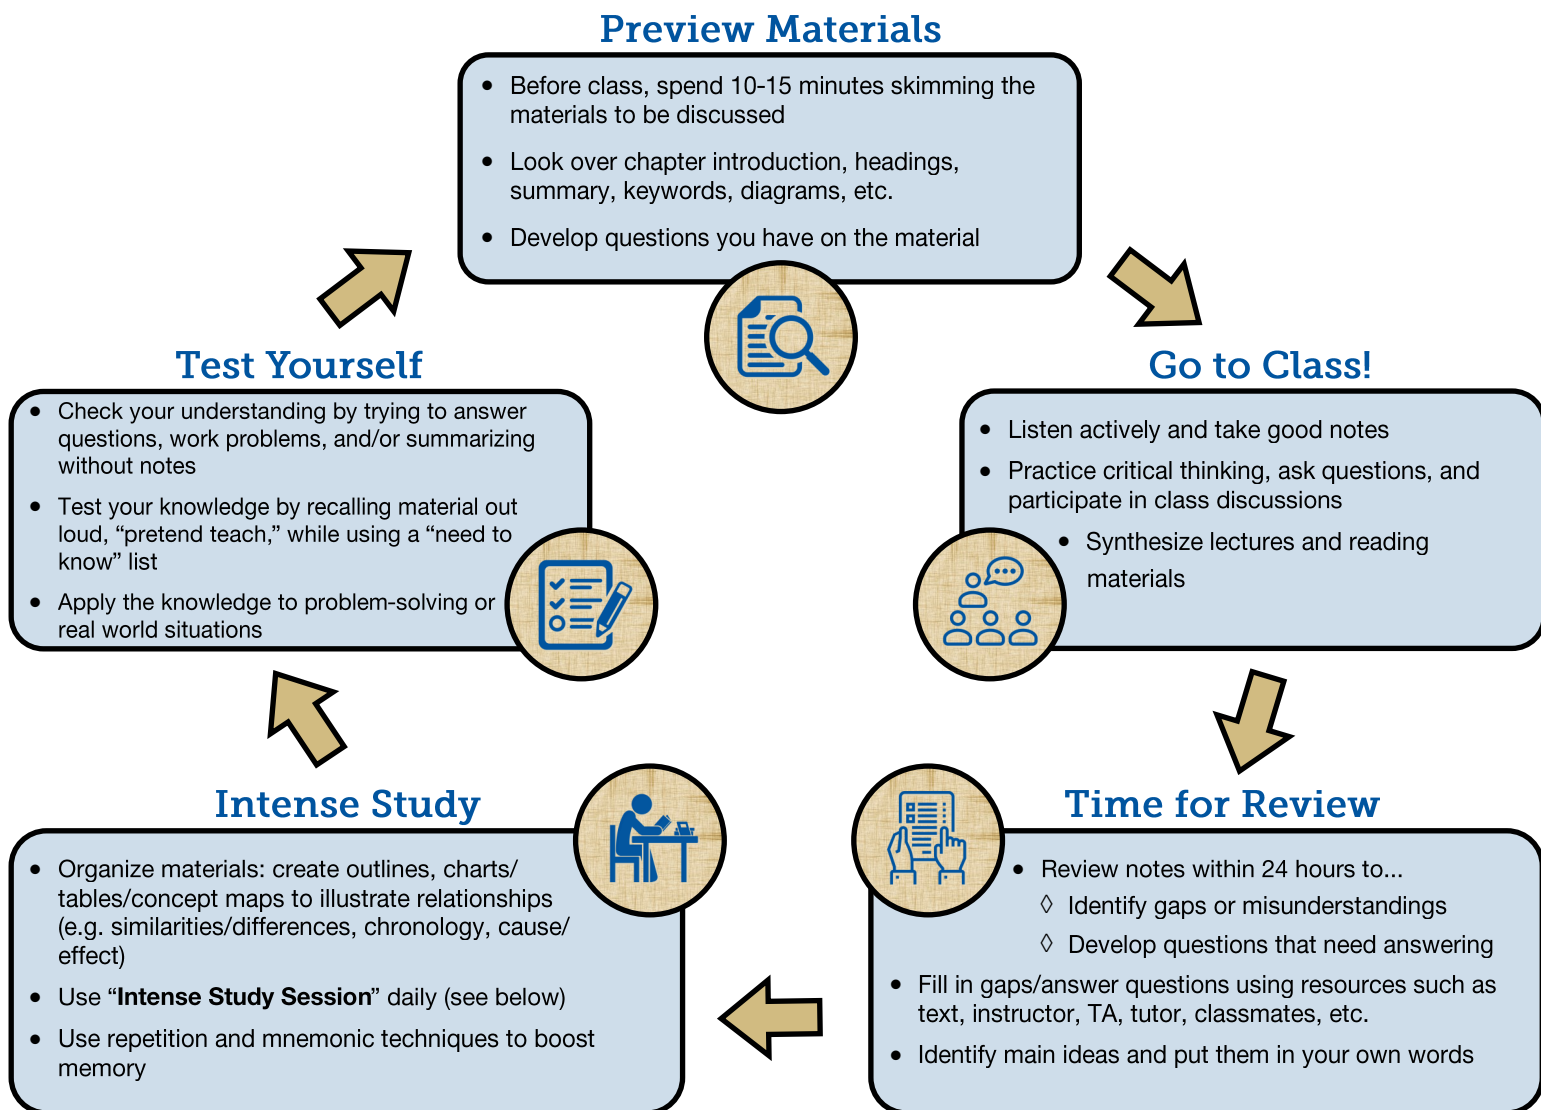 Preview Materials
• Before class, spend 10-15 minutes skimming the
materials to be discussed
• Look over chapter introduction, headings,
summary, keywords, diagrams, etc.
• Develop questions you have on the material
Go to Class!
• Listen actively and take good notes
• Practice critical thinking, ask questions, and
participate in class discussions
• Synthesize lectures and reading
materials
Time for Review
• Review notes within 24 hours to...
◊ Identify gaps or misunderstandings
◊ Develop questions that need answering
• Fill in gaps/answer questions using resources such as
text, instructor, TA, tutor, classmates, etc.
• Identify main ideas and put them in your own words
Intense Study
• Organize materials: create outlines, charts/
tables/concept maps to illustrate relationships
(e.g. similarities/differences, chronology, cause/
effect)
• Use “Intense Study Session” daily (see below)
• Use repetition and mnemonic techniques to boost
memory
Test Yourself
• Check your understanding by trying to answer
questions, work problems, and/or summarizing
without notes
• Test your knowledge by recalling material out
loud, “pretend teach,” while using a “need to
know” list
• Apply the knowledge to problem-solving or
real world situations